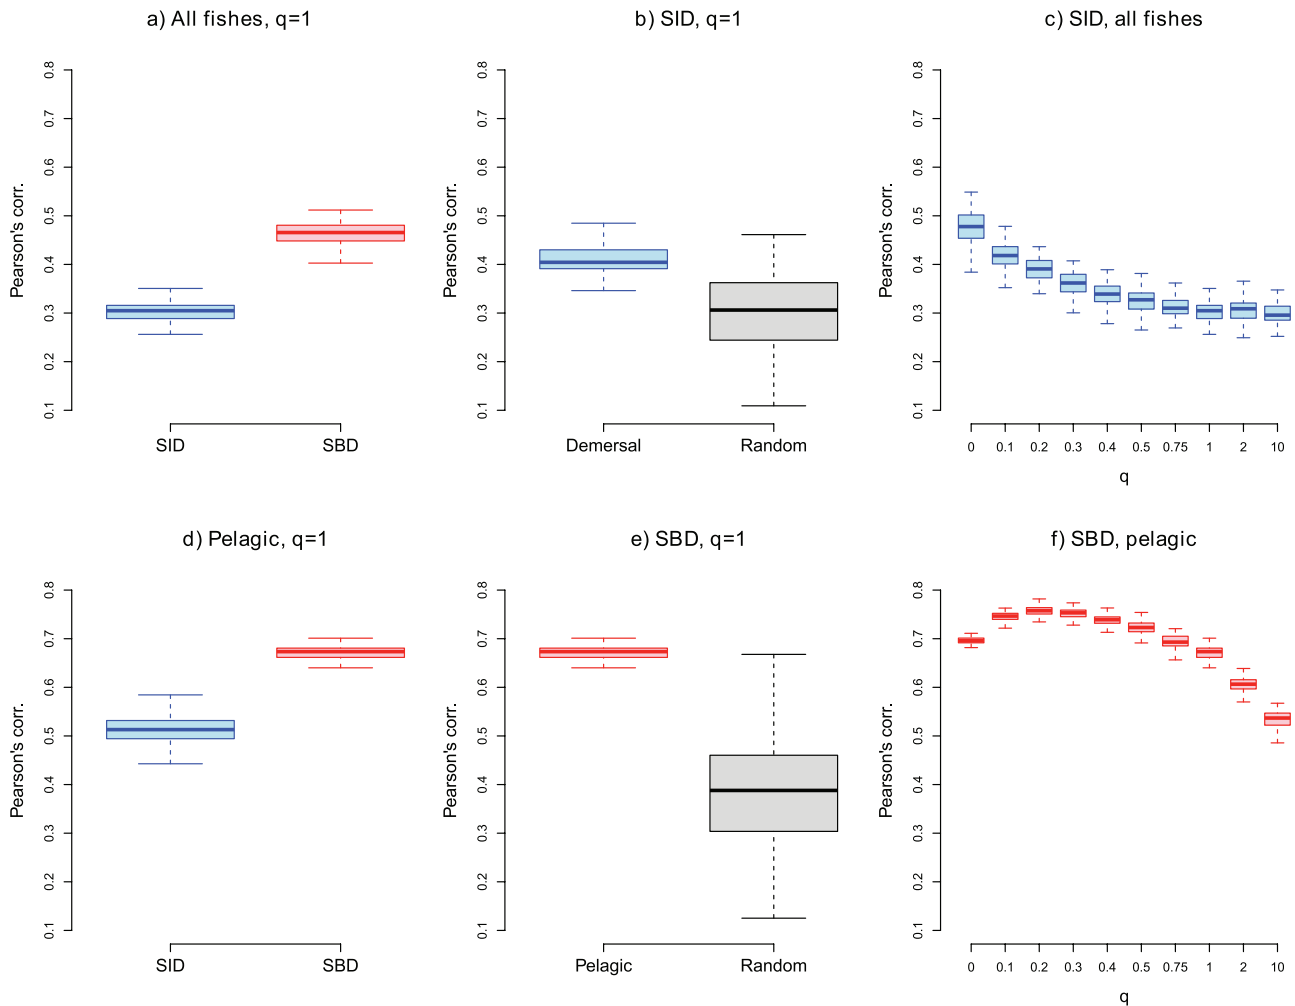 a) All fishes, q=1
Pearson's corr.
0.1 0.2 0.3 0.4 0.5 0.6 0.7 0.8
SID SBD
b) SID, q=1
Pearson's corr.
0.1 0.2 0.3 0.4 0.5 0.6 0.7 0.8
Demersal Random
c) SID, all fishes
Pearson's corr.
0.1 0.2 0.3 0.4 0.5 0.6 0.7 0.8
0 0.1 0.2 0.3 0.4 0.5 0.75 1 2 10
q
d) Pelagic, q=1
Pearson's corr.
0.1 0.2 0.3 0.4 0.5 0.6 0.7 0.8
SID SBD
e) SBD, q=1
Pearson's corr.
0.1 0.2 0.3 0.4 0.5 0.6 0.7 0.8
Pelagic Random
f) SBD, pelagic
Pearson's corr.
0.1 0.2 0.3 0.4 0.5 0.6 0.7 0.8
0 0.1 0.2 0.3 0.4 0.5 0.75 1 2 10
q